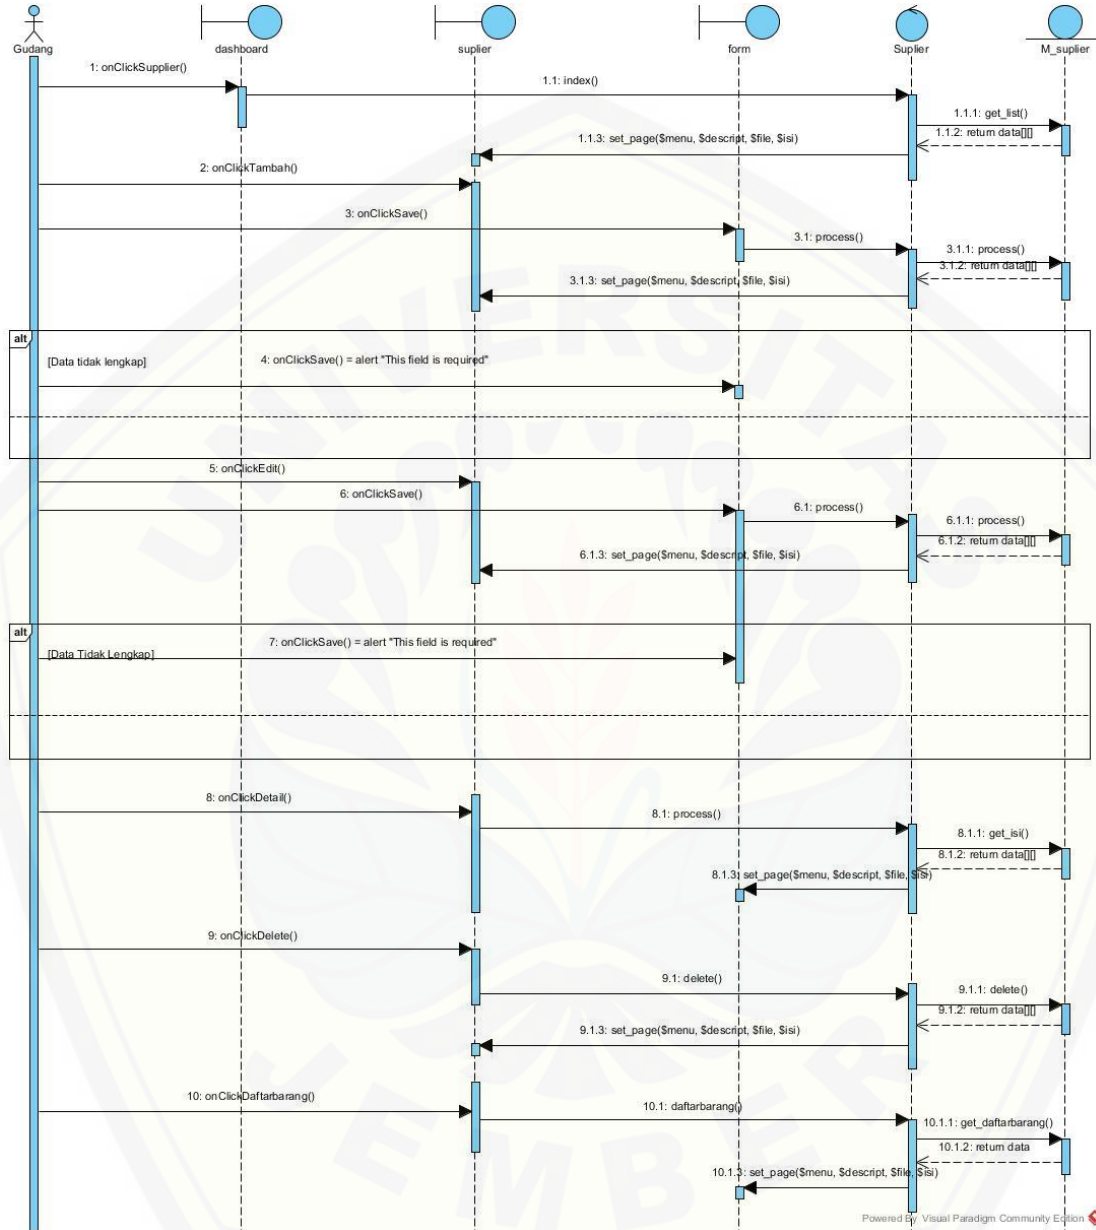 Gudang
dashboard
suplier
form
Suplier
M_suplier
1: onClickSupplier()
1.1: index()
1.1.1: get_list()
1.1.2: return data[][]
1.1.3: set_page($menu, $descript, $file, $isi)
2: onClickTambah()
3: onClickSave()
3.1: process()
3.1.1: process()
3.1.2: return data[][]
3.1.3: set_page($menu, $descript, $file, $isi)
alt
[Data tidak lengkap]
4: onClickSave() = alert "This field is required"
5: onClickEdit()
6: onClickSave()
6.1: process()
6.1.1: process()
6.1.2: return data[][]
6.1.3: set_page($menu, $descript, $file, $isi)
alt
7: onClickSave() = alert "This field is required"
[Data Tidak Lengkap]
8: onClickDetail()
8.1: process()
8.1.1: get_isi()
8.1.2: return data[][]
8.1.3: set_page($menu, $descript, $file, $isi)
9: onClickDelete()
9.1: delete()
9.1.1: delete()
9.1.2: return data[][]
9.1.3: set_page($menu, $descript, $file, $isi)
10: onClickDaftarbarang()
10.1: daftarbarang()
10.1.1: get_daftarbarang()
10.1.2: return data
10.1.3: set_page($menu, $descript, $file, $isi)
UNIVERSITAS
JEMBER
Powered By Visual Paradigm Community Edition